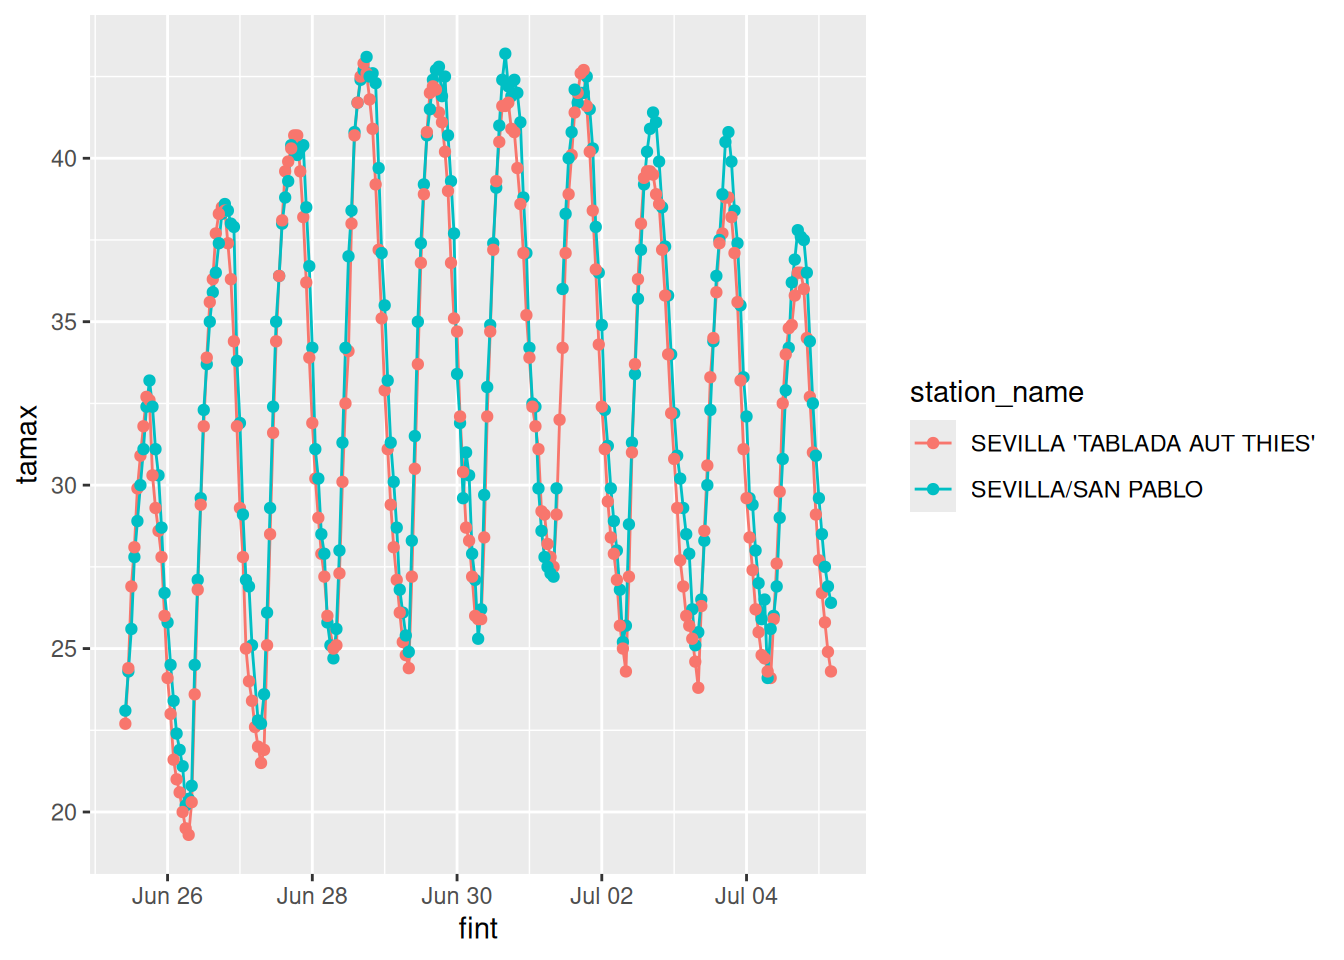 40
35
30
25
20
tamax
Jun 26
Jun 28
Jun 30
Jul 02
Jul 04
fint
station_name
SEVILLA 'TABLADA AUT THIES'
SEVILLA/SAN PABLO